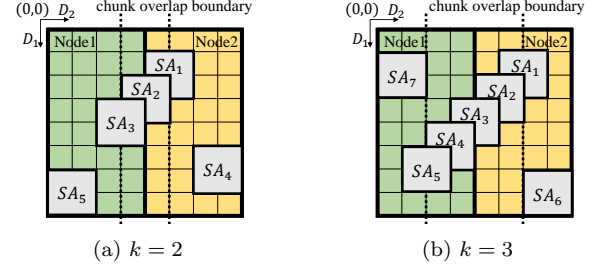 (0,0) D₂ chunk overlap boundary
D₁ Node1 Node2
SA₁
SA₂
SA₃
SA₄
SA₅
(a) k = 2
(0,0) D₂ chunk overlap boundary
D₁ Node1 Node2
SA₁
SA₇
SA₂
SA₃
SA₄
SA₅
SA₆
(b) k = 3